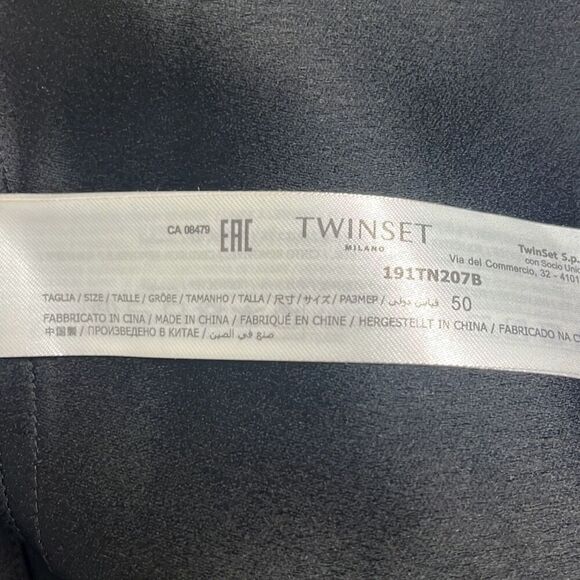 CA 08479 EAC TWINSET
MILANO
TwinSet S.p.
con Socio Unic
Via del Commercio, 32 - 4101
191TN207B
TAGLIA / SIZE / TAILLE / GRÖBE / TAMANHO / TALLA / 尺寸 / サイズ / РАЗМЕР / قياس دولي 50
FABBRICATO IN CINA / MADE IN CHINA / FABRIQUÉ EN CHINE / HERGESTELLT IN CHINA / FABRICADO NA C
中国製 / ПРОИЗВЕДЕНО В КИТАЕ / صنع في الصين